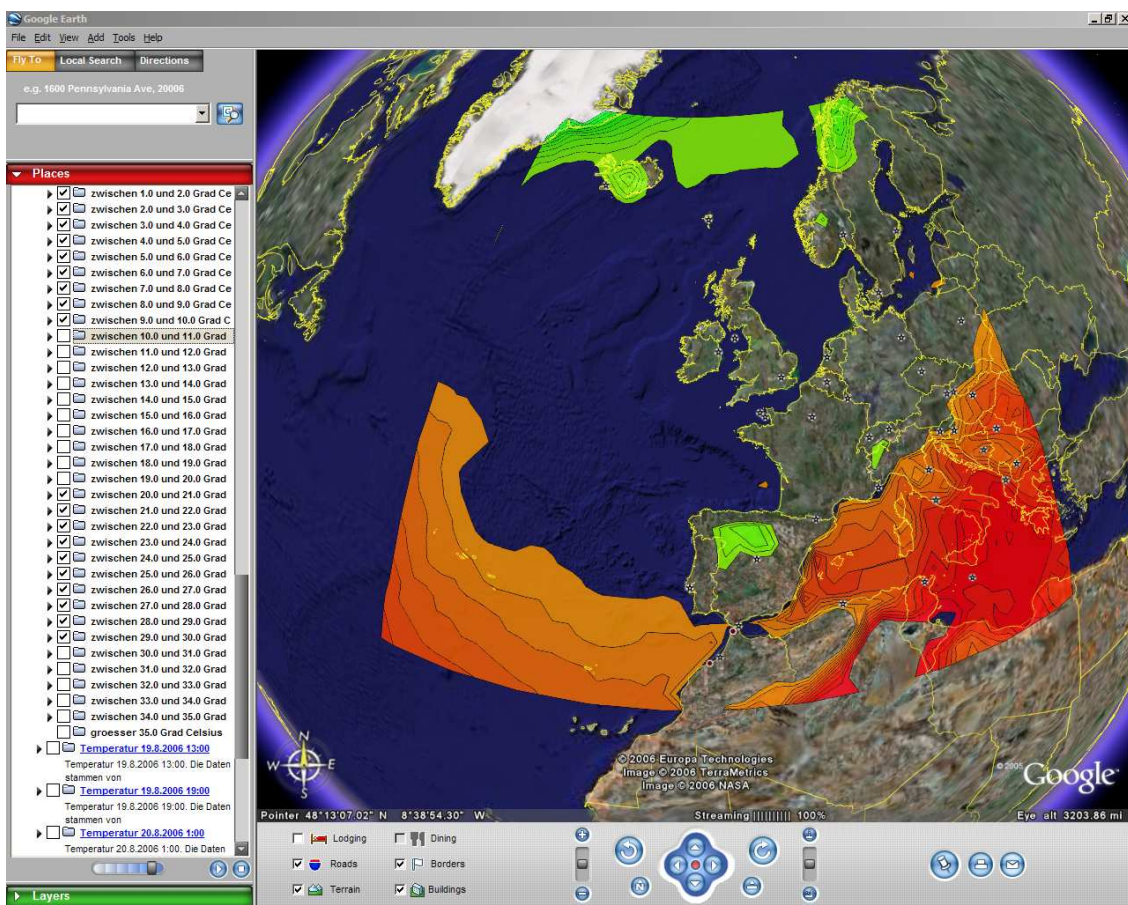 Google Earth
File Edit View Add Tools Help
Fly To Local Search Directions
e.g. 1600 Pennsylvania Ave, 20006
Places
zwischen 1.0 und 2.0 Grad Ce
zwischen 2.0 und 3.0 Grad Ce
zwischen 3.0 und 4.0 Grad Ce
zwischen 4.0 und 5.0 Grad Ce
zwischen 5.0 und 6.0 Grad Ce
zwischen 6.0 und 7.0 Grad Ce
zwischen 7.0 und 8.0 Grad Ce
zwischen 8.0 und 9.0 Grad Ce
zwischen 9.0 und 10.0 Grad C
zwischen 10.0 und 11.0 Grad
zwischen 11.0 und 12.0 Grad
zwischen 12.0 und 13.0 Grad
zwischen 13.0 und 14.0 Grad
zwischen 14.0 und 15.0 Grad
zwischen 15.0 und 16.0 Grad
zwischen 16.0 und 17.0 Grad
zwischen 17.0 und 18.0 Grad
zwischen 18.0 und 19.0 Grad
zwischen 19.0 und 20.0 Grad
zwischen 20.0 und 21.0 Grad
zwischen 21.0 und 22.0 Grad
zwischen 22.0 und 23.0 Grad
zwischen 23.0 und 24.0 Grad
zwischen 24.0 und 25.0 Grad
zwischen 25.0 und 26.0 Grad
zwischen 26.0 und 27.0 Grad
zwischen 27.0 und 28.0 Grad
zwischen 28.0 und 29.0 Grad
zwischen 29.0 und 30.0 Grad
zwischen 30.0 und 31.0 Grad
zwischen 31.0 und 32.0 Grad
zwischen 32.0 und 33.0 Grad
zwischen 33.0 und 34.0 Grad
zwischen 34.0 und 35.0 Grad
groesser 35.0 Grad Celsius
Temperatur 19.8.2006 13:00
Temperatur 19.8.2006 13:00. Die Daten
stammen von
Temperatur 19.8.2006 19:00
Temperatur 19.8.2006 19:00. Die Daten
stammen von
Temperatur 20.8.2006 1:00
Temperatur 20.8.2006 1:00. Die Daten
Layers
N
W E
S
© 2006 Europa Technologies
Image © 2006 TerraMetrics
Image © 2006 NASA
© 2005 Google
Pointer 48°13'07.02" N 8°38'54.30" W Streaming |||||||||| 100% Eye alt 3203.86 mi
Lodging Dining
Roads Borders
Terrain Buildings
N